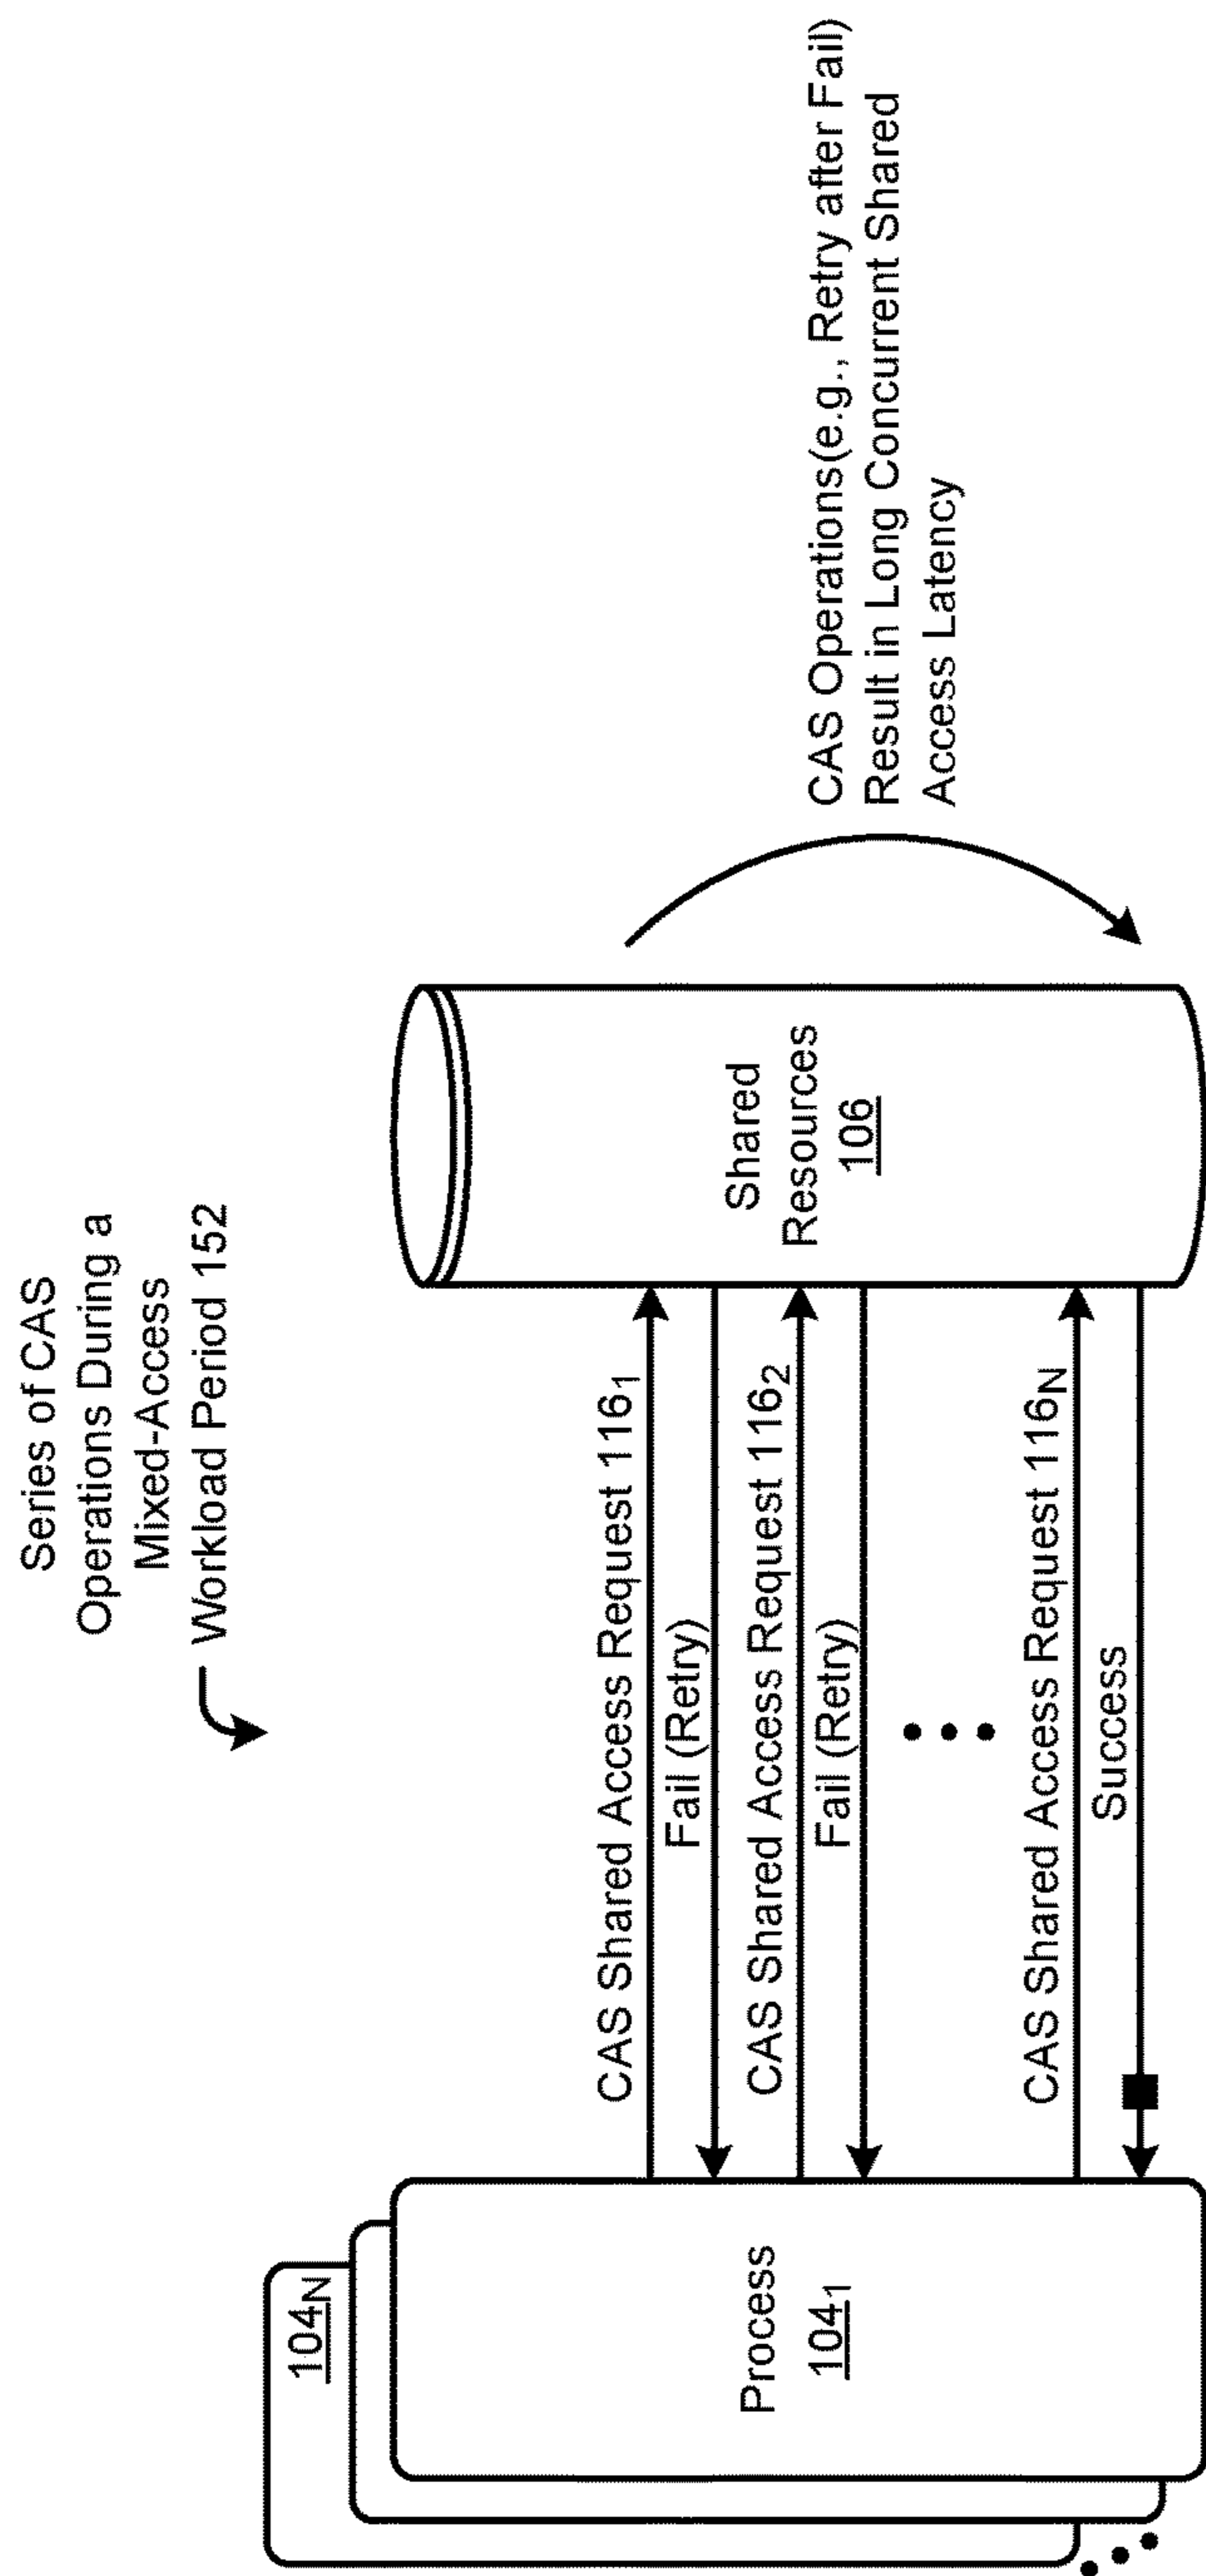 Series of CAS
Operations During a
Mixed-Access
Workload Period 152
104N
Process
1041
CAS Shared Access Request 1161
Fail (Retry)
CAS Shared Access Request 1162
Fail (Retry)
CAS Shared Access Request 116N
Success
Shared
Resources
106
CAS Operations(e.g., Retry after Fail)
Result in Long Concurrent Shared
Access Latency